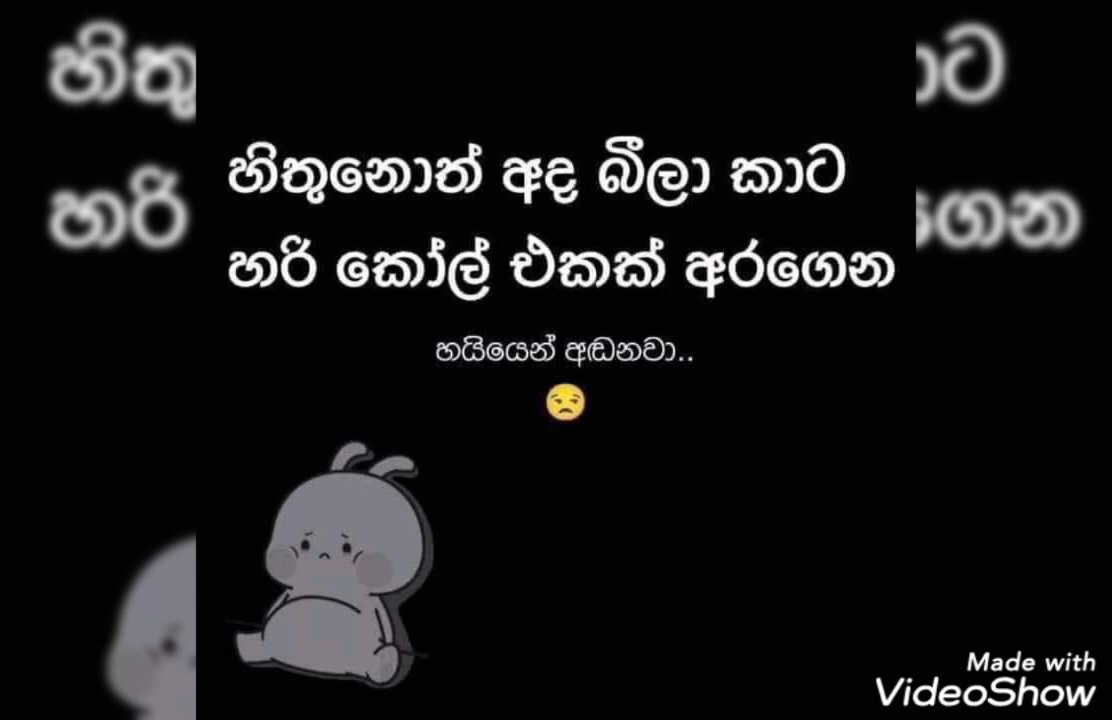 හිතුනොත් අද බීලා කාට
හරි කෝල් එකක් අරගෙන
හයියෙන් අඬනවා..
😒
Made with
VideoShow